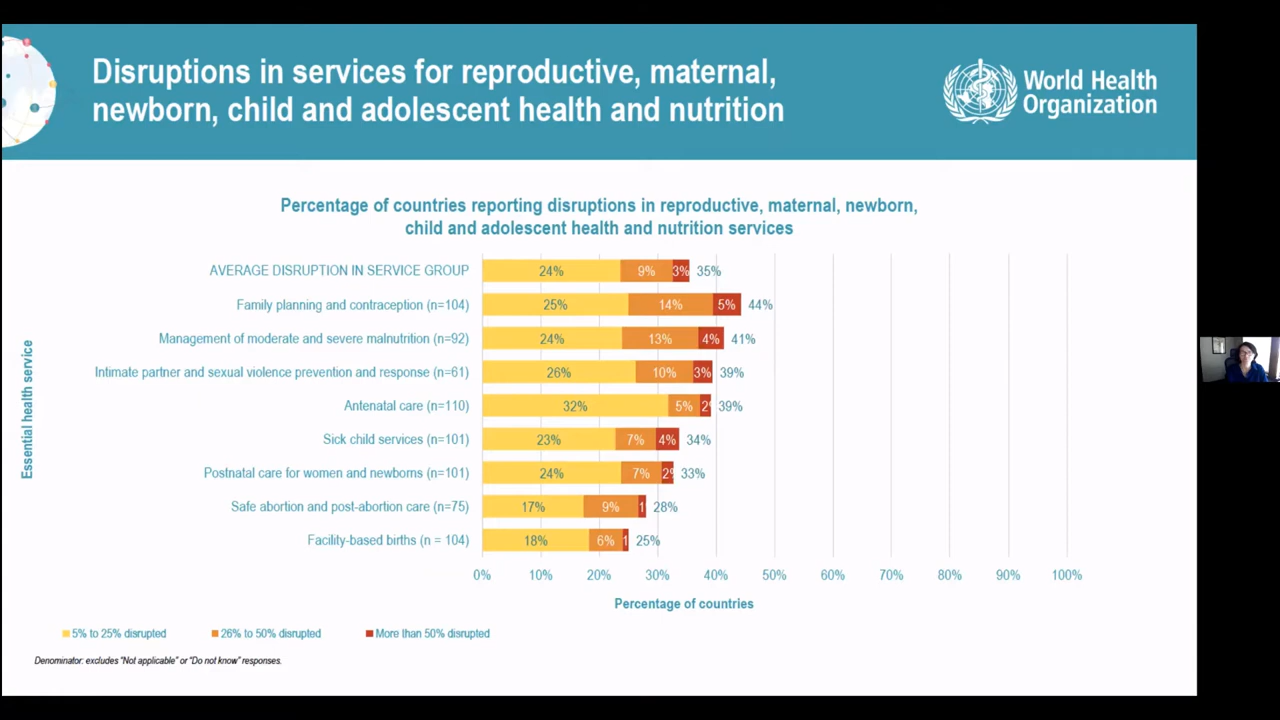 Disruptions in services for reproductive, maternal,
newborn, child and adolescent health and nutrition
World Health
Organization
Percentage of countries reporting disruptions in reproductive, maternal, newborn,
child and adolescent health and nutrition services
Essential health service
AVERAGE DISRUPTION IN SERVICE GROUP 24% 9% 3% 35%
Family planning and contraception (n=104) 25% 14% 5% 44%
Management of moderate and severe malnutrition (n=92) 24% 13% 4% 41%
Intimate partner and sexual violence prevention and response (n=61) 26% 10% 3% 39%
Antenatal care (n=110) 32% 5% 2% 39%
Sick child services (n=101) 23% 7% 4% 34%
Postnatal care for women and newborns (n=101) 24% 7% 2% 33%
Safe abortion and post-abortion care (n=75) 17% 9% 1 28%
Facility-based births (n = 104) 18% 6% 1 25%
0% 10% 20% 30% 40% 50% 60% 70% 80% 90% 100%
Percentage of countries
5% to 25% disrupted 26% to 50% disrupted More than 50% disrupted
Denominator: excludes “Not applicable” or “Do not know” responses.